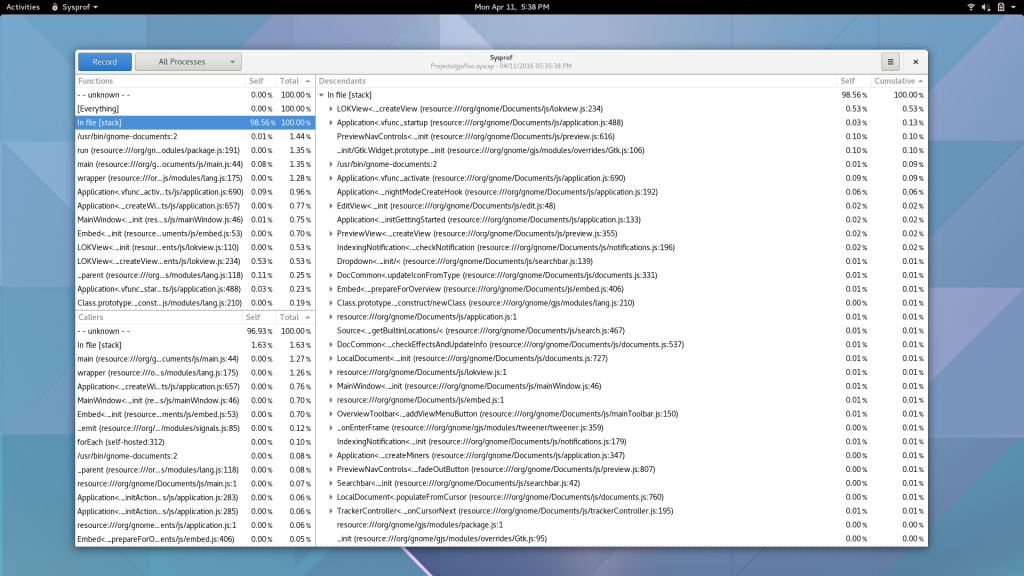 Activities Sysprof Mon Apr 11, 5:38 PM
Record All Processes Sysprof
Projects/gjs/foo.syscap - 04/11/2016 05:35:38 PM
Functions Self Total
- - unknown - - 0.00 % 100.00 %
[Everything] 0.00 % 100.00 %
In file [stack] 98.56 % 100.00 %
/usr/bin/gnome-documents:2 0.01 % 1.44 %
run (resource:///org/gn...odules/package.js:191) 0.00 % 1.35 %
main (resource:///org/g...ocuments/js/main.js:44) 0.08 % 1.35 %
wrapper (resource:///o...js/modules/lang.js:175) 0.00 % 1.28 %
Application<._vfunc_activ...ts/js/application.js:690) 0.09 % 0.96 %
Application<._createWi...ts/js/application.js:657) 0.00 % 0.77 %
MainWindow<._init (res...s/js/mainWindow.js:46) 0.01 % 0.75 %
Embed<._init (resour...uments/js/embed.js:53) 0.00 % 0.70 %
LOKView<._init (resour...ents/js/lokview.js:110) 0.00 % 0.53 %
LOKView<._createView...ents/js/lokview.js:234) 0.53 % 0.53 %
_parent (resource:///org...s/modules/lang.js:118) 0.11 % 0.25 %
Application<.vfunc_star...ts/js/application.js:488) 0.03 % 0.23 %
Class.prototype._const...js/modules/lang.js:210) 0.00 % 0.19 %
Callers Self Total
- - unknown - - 96.93 % 100.00 %
In file [stack] 1.63 % 1.63 %
main (resource:///org/g...cuments/js/main.js:44) 0.00 % 1.27 %
wrapper (resource:///o...s/modules/lang.js:175) 0.00 % 1.26 %
Application<._createWi...ts/js/application.js:657) 0.00 % 0.76 %
MainWindow<._init (re...s/js/mainWindow.js:46) 0.00 % 0.70 %
Embed<._init (resource...ments/js/embed.js:53) 0.00 % 0.70 %
_emit (resource:///org/.../modules/signals.js:85) 0.00 % 0.12 %
forEach (self-hosted:312) 0.00 % 0.10 %
/usr/bin/gnome-documents:2 0.00 % 0.08 %
_parent (resource:///or...s/modules/lang.js:118) 0.00 % 0.08 %
resource:///org/gnome/Documents/js/main.js:1 0.00 % 0.07 %
Application<._initAction...s/js/application.js:283) 0.00 % 0.06 %
Application<._initAction...s/js/application.js:285) 0.00 % 0.06 %
resource:///org/gnome...ents/js/application.js:1 0.00 % 0.06 %
Embed<._prepareForO...ents/js/embed.js:406) 0.00 % 0.05 %
Descendants Self Cumulative
In file [stack] 98.56 % 100.00 %
LOKView<._createView (resource:///org/gnome/Documents/js/lokview.js:234) 0.53 % 0.53 %
Application<.vfunc_startup (resource:///org/gnome/Documents/js/application.js:488) 0.03 % 0.13 %
PreviewNavControls<._init (resource:///org/gnome/Documents/js/preview.js:616) 0.10 % 0.10 %
_init/Gtk.Widget.prototype._init (resource:///org/gnome/gjs/modules/overrides/Gtk.js:106) 0.10 % 0.10 %
/usr/bin/gnome-documents:2 0.01 % 0.09 %
Application<.vfunc_activate (resource:///org/gnome/Documents/js/application.js:690) 0.09 % 0.09 %
Application<._nightModeCreateHook (resource:///org/gnome/Documents/js/application.js:192) 0.06 % 0.06 %
EditView<._init (resource:///org/gnome/Documents/js/edit.js:48) 0.02 % 0.02 %
Application<._initGettingStarted (resource:///org/gnome/Documents/js/application.js:133) 0.02 % 0.02 %
PreviewView<._createView (resource:///org/gnome/Documents/js/preview.js:355) 0.02 % 0.02 %
IndexingNotification<._checkNotification (resource:///org/gnome/Documents/js/notifications.js:196) 0.02 % 0.02 %
Dropdown<._init/< (resource:///org/gnome/Documents/js/searchbar.js:139) 0.01 % 0.02 %
DocCommon<.updateIconFromType (resource:///org/gnome/Documents/js/documents.js:331) 0.01 % 0.02 %
Embed<._prepareForOverview (resource:///org/gnome/Documents/js/embed.js:406) 0.00 % 0.02 %
Class.prototype._construct/newClass (resource:///org/gnome/gjs/modules/lang.js:210) 0.00 % 0.01 %
resource:///org/gnome/Documents/js/application.js:1 0.01 % 0.01 %
Source<._getBuiltinLocations/< (resource:///org/gnome/Documents/js/search.js:467) 0.01 % 0.01 %
DocCommon<._checkEffectsAndUpdateInfo (resource:///org/gnome/Documents/js/documents.js:537) 0.00 % 0.01 %
LocalDocument<._init (resource:///org/gnome/Documents/js/documents.js:727) 0.00 % 0.01 %
resource:///org/gnome/Documents/js/lokview.js:1 0.01 % 0.01 %
MainWindow<._init (resource:///org/gnome/Documents/js/mainWindow.js:46) 0.01 % 0.01 %
resource:///org/gnome/Documents/js/embed.js:1 0.00 % 0.01 %
OverviewToolbar<._addViewMenuButton (resource:///org/gnome/Documents/js/mainToolbar.js:150) 0.01 % 0.01 %
_onEnterFrame (resource:///org/gnome/gjs/modules/tweener/tweener.js:359) 0.00 % 0.01 %
IndexingNotification<._init (resource:///org/gnome/Documents/js/notifications.js:179) 0.00 % 0.01 %
Application<._createMiners (resource:///org/gnome/Documents/js/application.js:347) 0.00 % 0.01 %
PreviewNavControls<._fadeOutButton (resource:///org/gnome/Documents/js/preview.js:807) 0.00 % 0.01 %
Searchbar<._init (resource:///org/gnome/Documents/js/searchbar.js:42) 0.00 % 0.01 %
LocalDocument<.populateFromCursor (resource:///org/gnome/Documents/js/documents.js:760) 0.00 % 0.01 %
TrackerController<._onCursorNext (resource:///org/gnome/Documents/js/trackerController.js:195) 0.00 % 0.01 %
resource:///org/gnome/gjs/modules/package.js:1 0.00 % 0.00 %
_init (resource:///org/gnome/gjs/modules/overrides/Gtk.js:95) 0.00 % 0.00 %